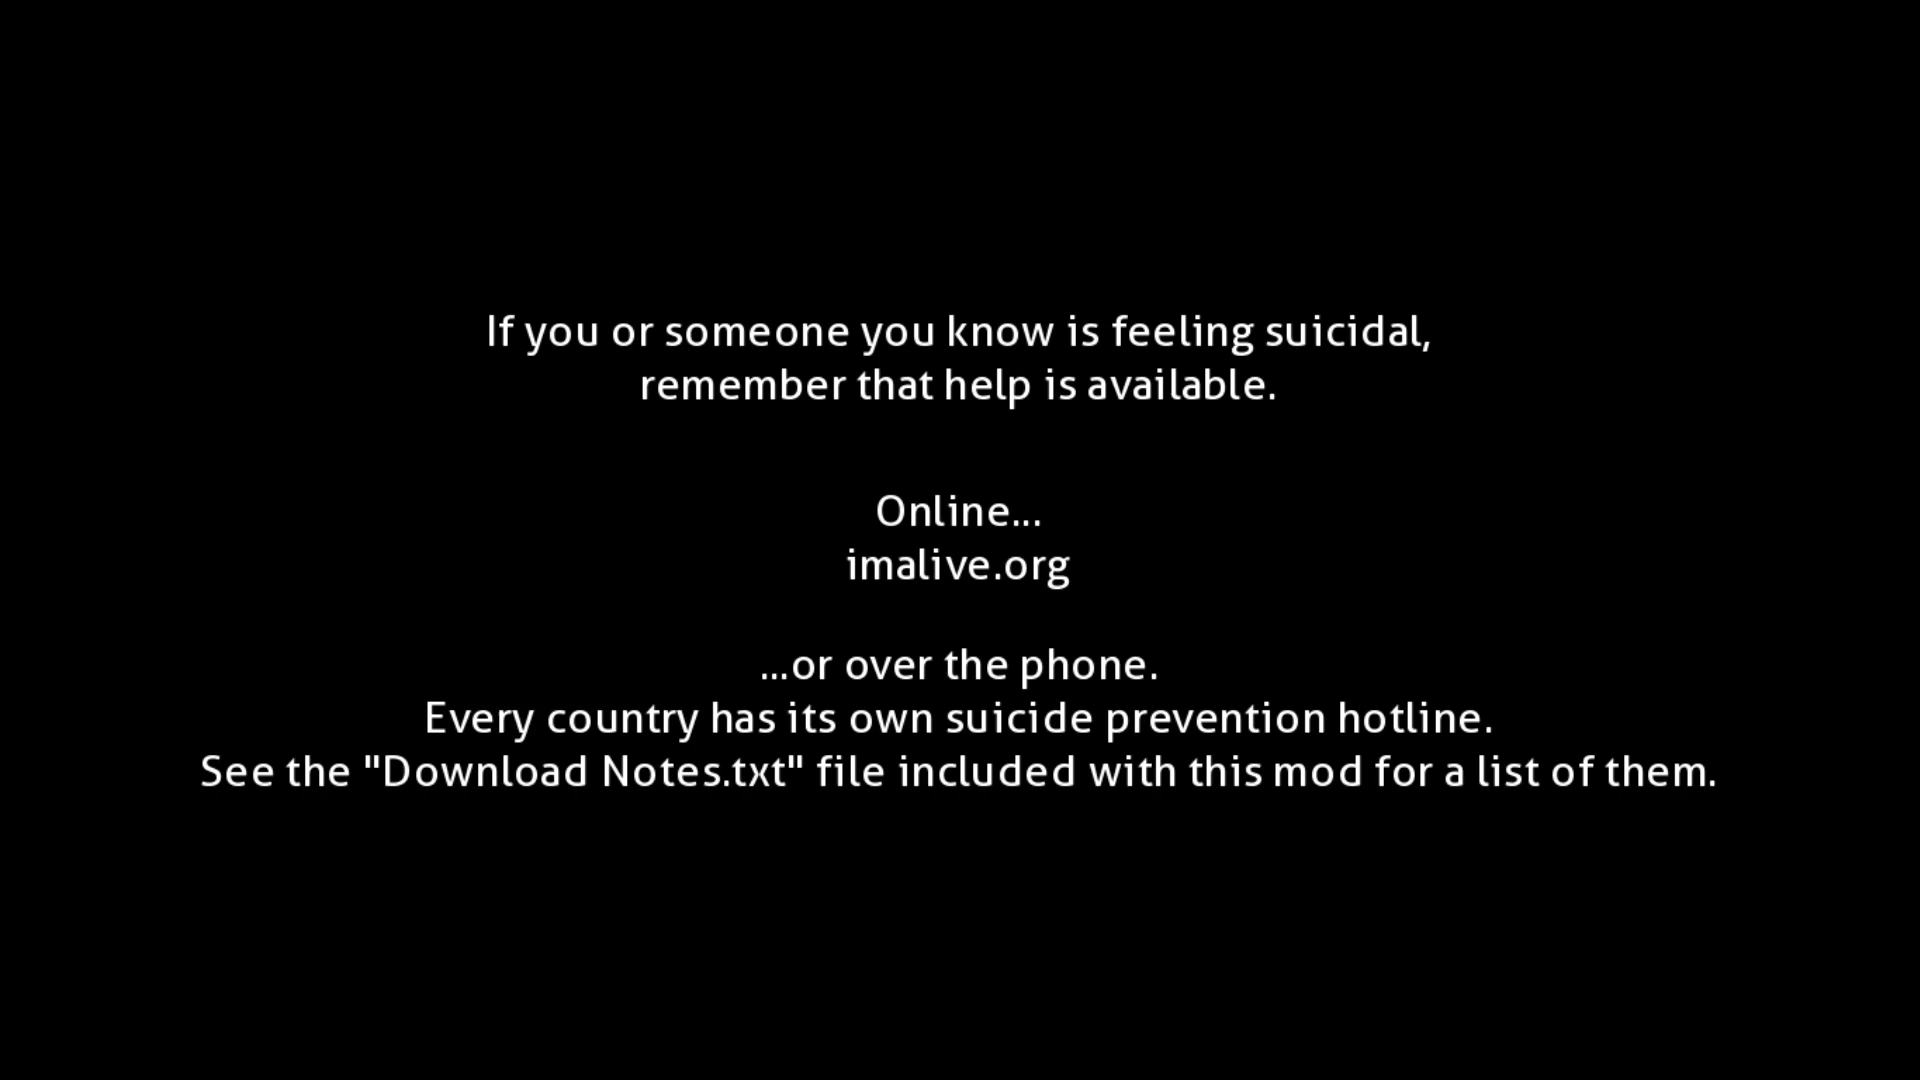 If you or someone you know is feeling suicidal,
remember that help is available.
Online...
imalive.org
...or over the phone.
Every country has its own suicide prevention hotline.
See the "Download Notes.txt" file included with this mod for a list of them.